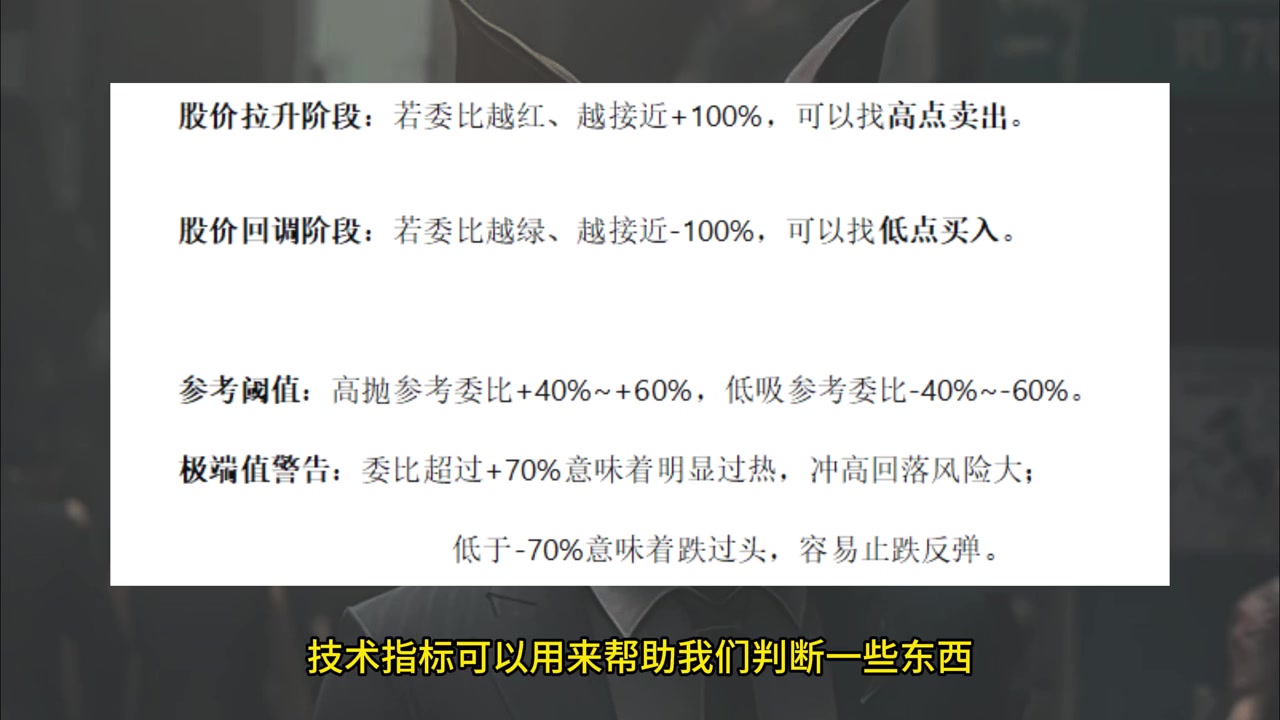 股价拉升阶段：若委比越红、越接近+100%，可以找高点卖出。
股价回调阶段：若委比越绿、越接近-100%，可以找低点买入。
参考阈值：高抛参考委比+40%~+60%，低吸参考委比-40%~-60%。
极端值警告：委比超过+70%意味着明显过热，冲高回落风险大；
低于-70%意味着跌过头，容易止跌反弹。
技术指标可以用来帮助我们判断一些东西